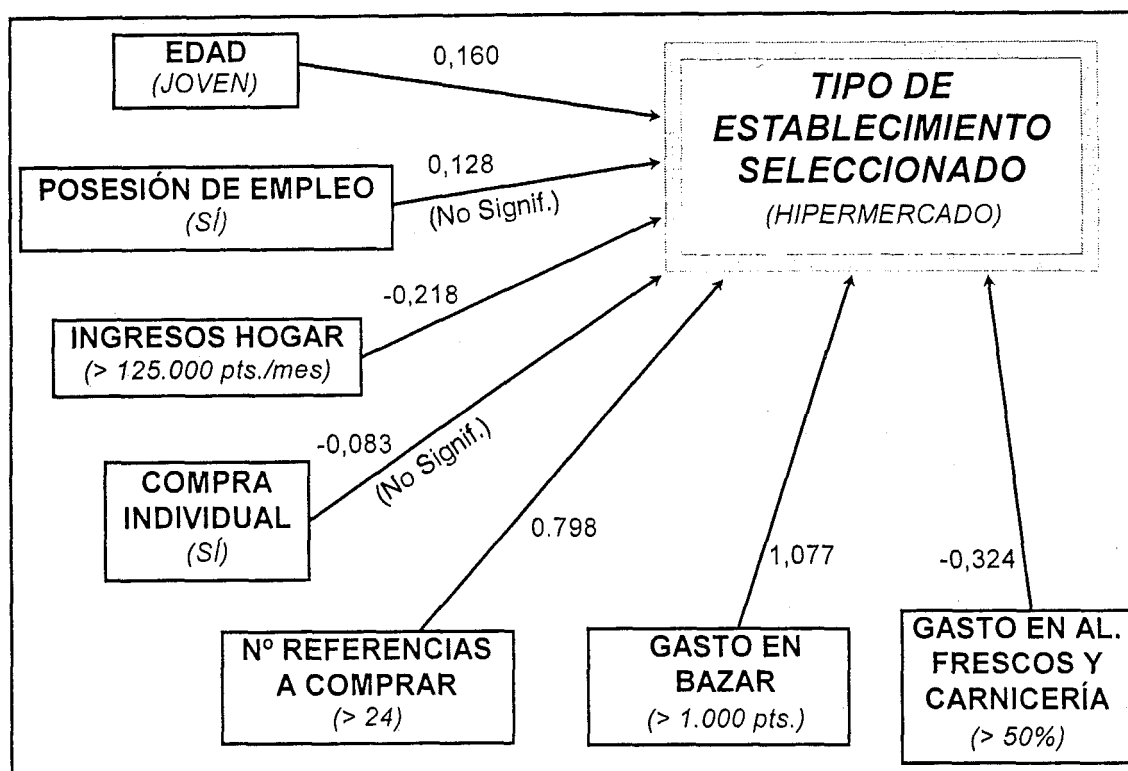 EDAD
(JOVEN)
0,160
TIPO DE
ESTABLECIMIENTO
SELECCIONADO
(HIPERMERCADO)
POSESIÓN DE EMPLEO
(SÍ)
0,128
(No Signif.)
INGRESOS HOGAR
(> 125.000 pts./mes)
-0,218
COMPRA
INDIVIDUAL
(SÍ)
-0,083
(No Signif.)
Nº REFERENCIAS
A COMPRAR
(> 24)
0.798
GASTO EN
BAZAR
(> 1.000 pts.)
1,077
GASTO EN AL.
FRESCOS Y
CARNICERÍA
(> 50%)
-0,324